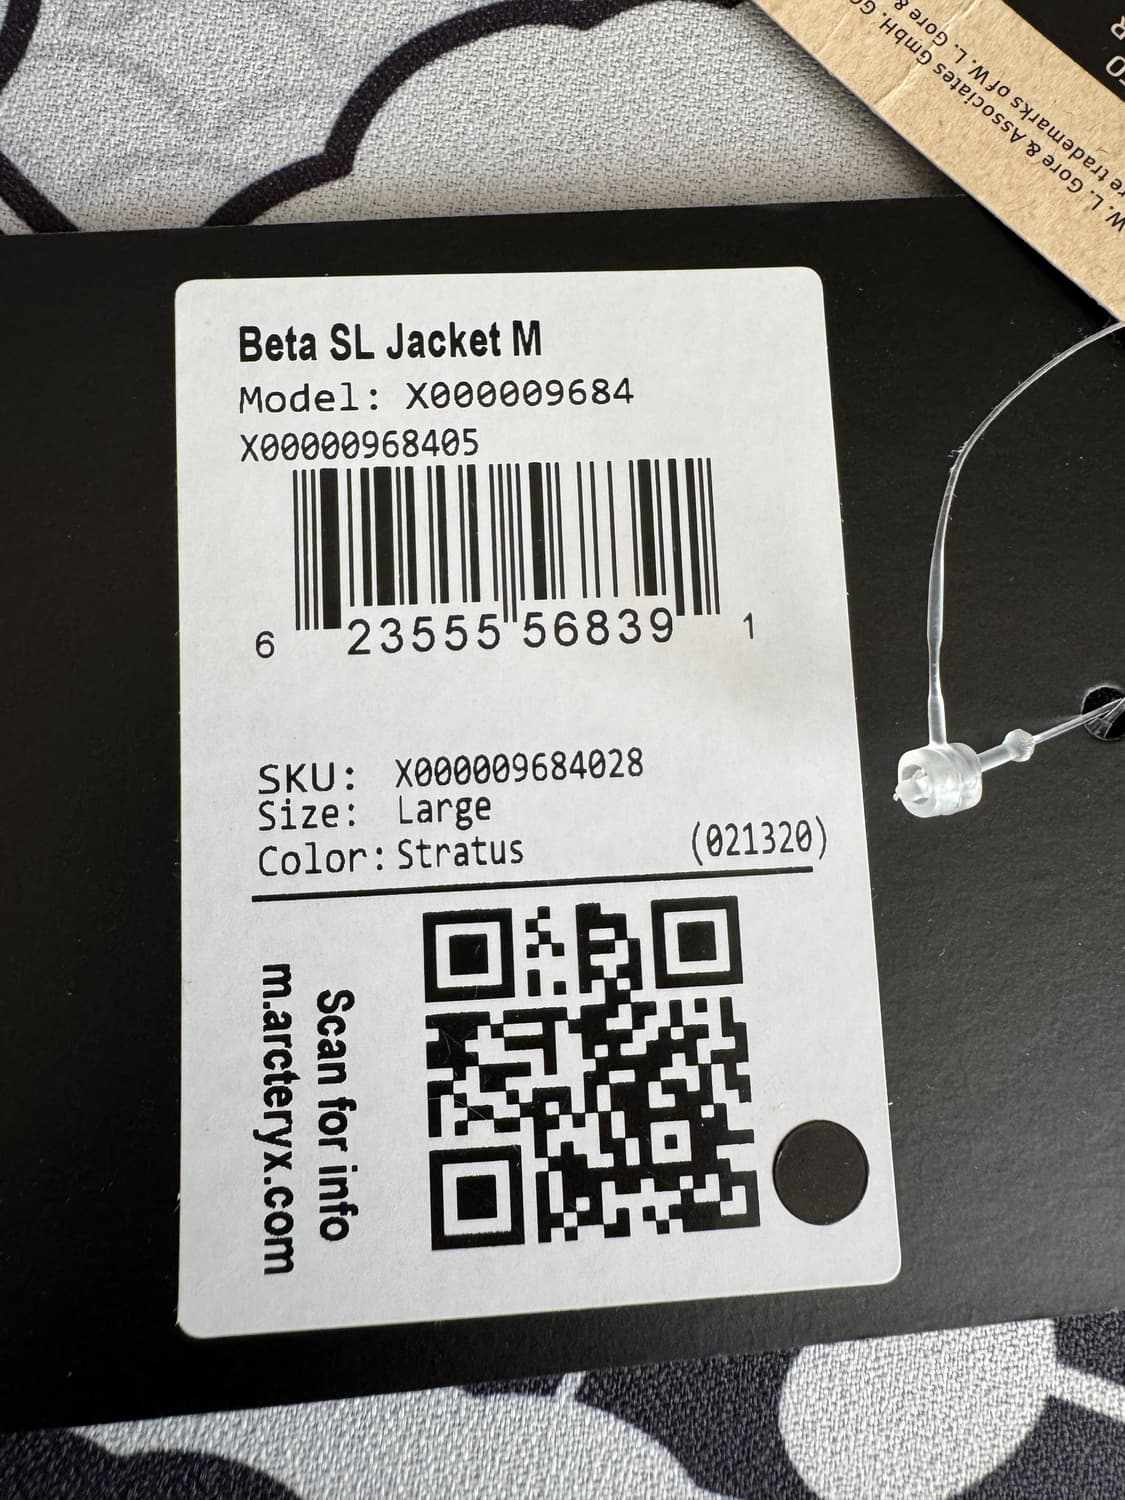 W. L. Gore & Associates GmbH. GO
re trademarks of W. L. Gore &
Beta SL Jacket M
Model: X000009684
X00000968405
6 23555 56839 1
SKU: X000009684028
Size: Large
Color: Stratus (021320)
Scan for info
m.arcteryx.com